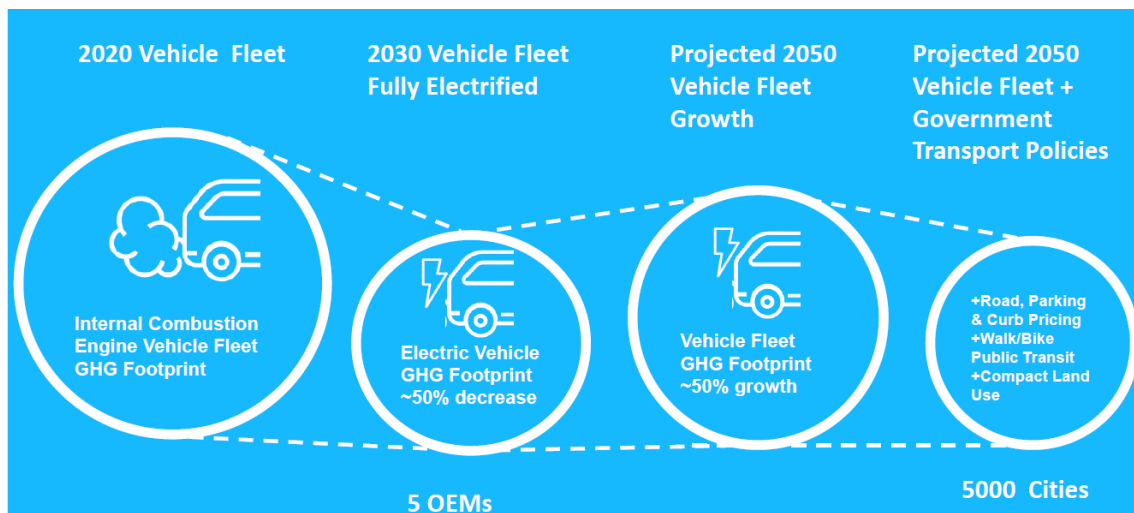 2020 Vehicle Fleet
2030 Vehicle Fleet
Fully Electrified
Projected 2050
Vehicle Fleet
Growth
Projected 2050
Vehicle Fleet +
Government
Transport Policies
Internal Combustion
Engine Vehicle Fleet
GHG Footprint
Electric Vehicle
GHG Footprint
~50% decrease
Vehicle Fleet
GHG Footprint
~50% growth
+Road, Parking
& Curb Pricing
+Walk/Bike
Public Transit
+Compact Land
Use
5 OEMs
5000 Cities